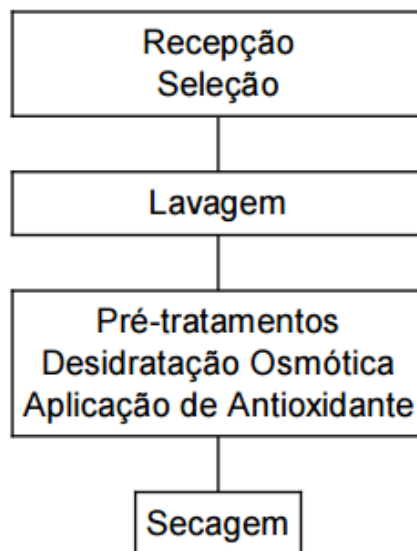 Recepção
Seleção
Lavagem
Pré-tratamentos
Desidratação Osmótica
Aplicação de Antioxidante
Secagem